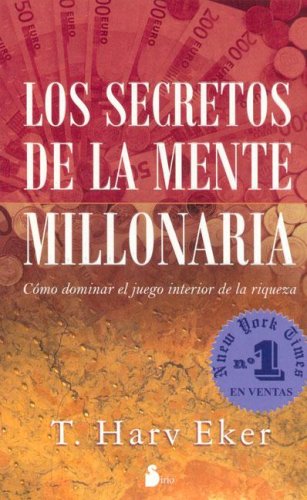 LOS SECRETOS
DE LA MENTE
MILLONARIA
Cómo dominar el juego interior de la riqueza
New York Times
nº1
EN VENTAS
T. Harv Eker
Sirio